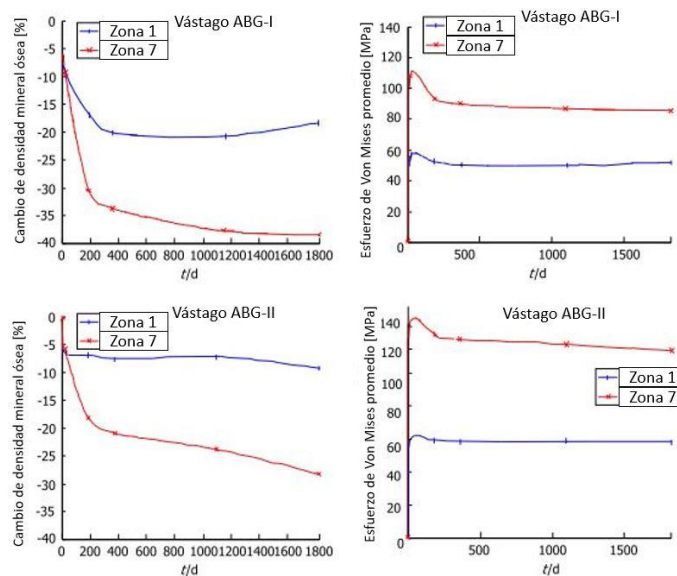 Vástago ABG-I
Cambio de densidad mineral ósea [%]
0
-5
-10
-15
-20
-25
-30
-35
-40
Zona 1
Zona 7
0 200 400 600 800 1000 1200 1400 1600 1800
t/d
Vástago ABG-I
Esfuerzo de Von Mises promedio [MPa]
140
120
100
80
60
40
20
0
Zona 1
Zona 7
500 1000 1500
t/d
Vástago ABG-II
Cambio de densidad mineral ósea [%]
0
-5
-10
-15
-20
-25
-30
-35
-40
Zona 1
Zona 7
0 200 400 600 800 1100 1200 1400 1600 1800
t/d
Vástago ABG-II
Esfuerzo de Von Mises promedio [MPa]
140
120
100
80
60
40
20
0
Zona 1
Zona 7
0 500 1000 1500
t/d